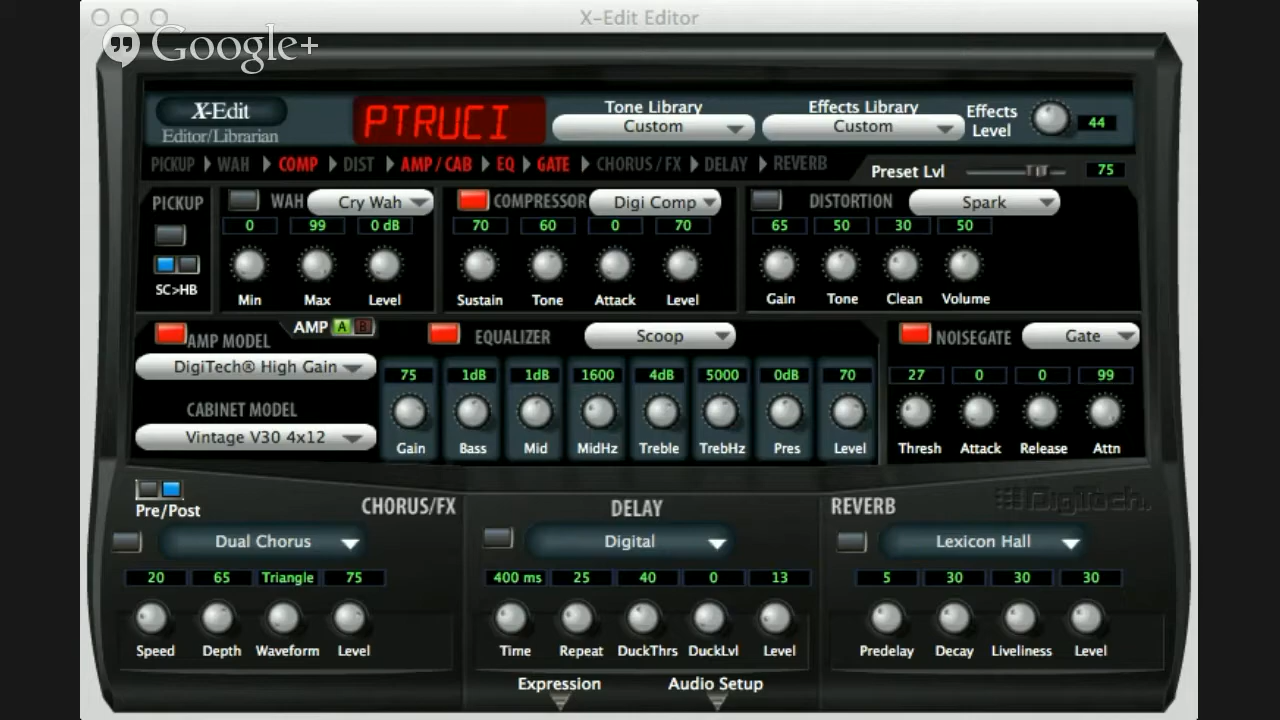 X-Edit Editor
Google+
X-Edit
Editor/Librarian
PTRUCI
Tone Library
Custom
Effects Library
Custom
Effects Level
44
PICKUP WAH COMP DIST AMP / CAB EQ GATE CHORUS / FX DELAY REVERB
Preset Lvl
75
PICKUP
SC>HB
WAH
Cry Wah
0 99 0 dB
Min Max Level
COMPRESSOR
Digi Comp
70 60 0 70
Sustain Tone Attack Level
DISTORTION
Spark
65 50 30 50
Gain Tone Clean Volume
AMP MODEL
AMP A B
DigiTech® High Gain
CABINET MODEL
Vintage V30 4x12
EQUALIZER
Scoop
75 1dB 1dB 1600 4dB 5000 0dB 70
Gain Bass Mid MidHz Treble TrebHz Pres Level
NOISEGATE
Gate
27 0 0 99
Thresh Attack Release Attn
Pre/Post
CHORUS/FX
Dual Chorus
20 65 Triangle 75
Speed Depth Waveform Level
DELAY
Digital
400 ms 25 40 0 13
Time Repeat DuckThrs DuckLvl Level
REVERB
DigiTech.
Lexicon Hall
5 30 30 30
Predelay Decay Liveliness Level
Expression
Audio Setup